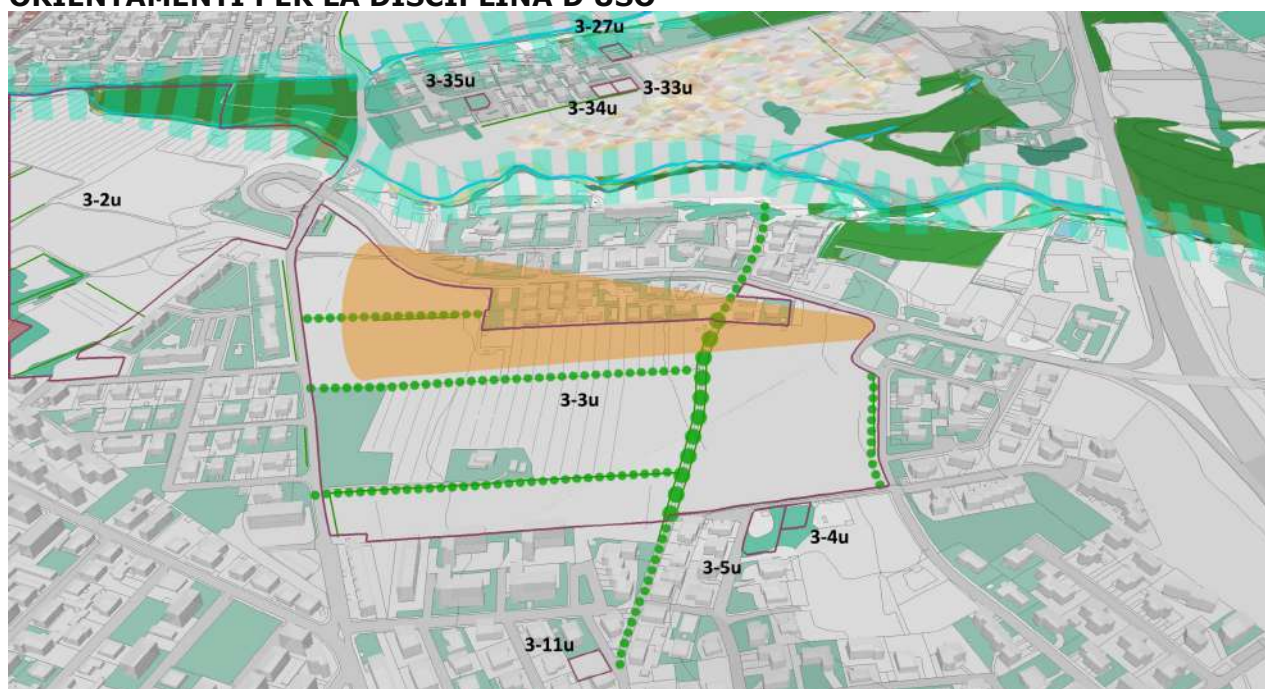 ORIENTAMENTI PER LA DISCIPLINA D'USO
3-27u
3-35u
3-33u
3-34u
3-2u
3-3u
3-4u
3-5u
3-11u